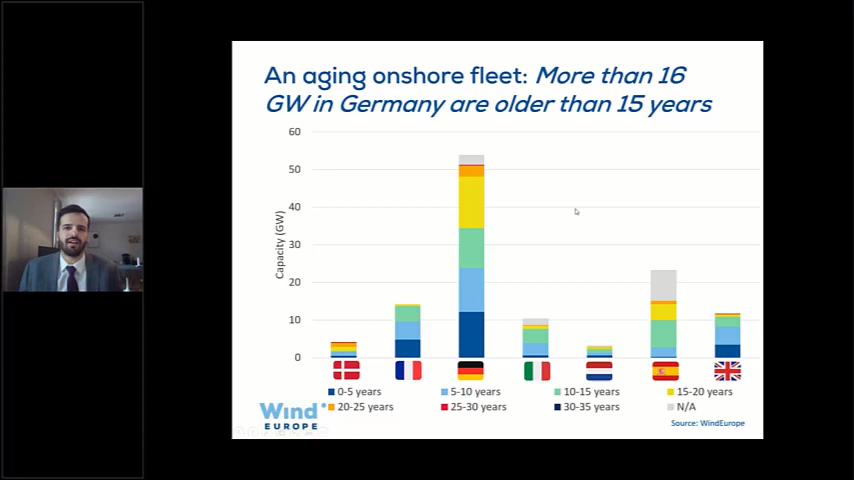 An aging onshore fleet: More than 16
GW in Germany are older than 15 years
60
50
40
30
20
10
0
Capacity (GW)
0-5 years
5-10 years
10-15 years
15-20 years
20-25 years
25-30 years
30-35 years
N/A
Wind
EUROPE
Source: WindEurope